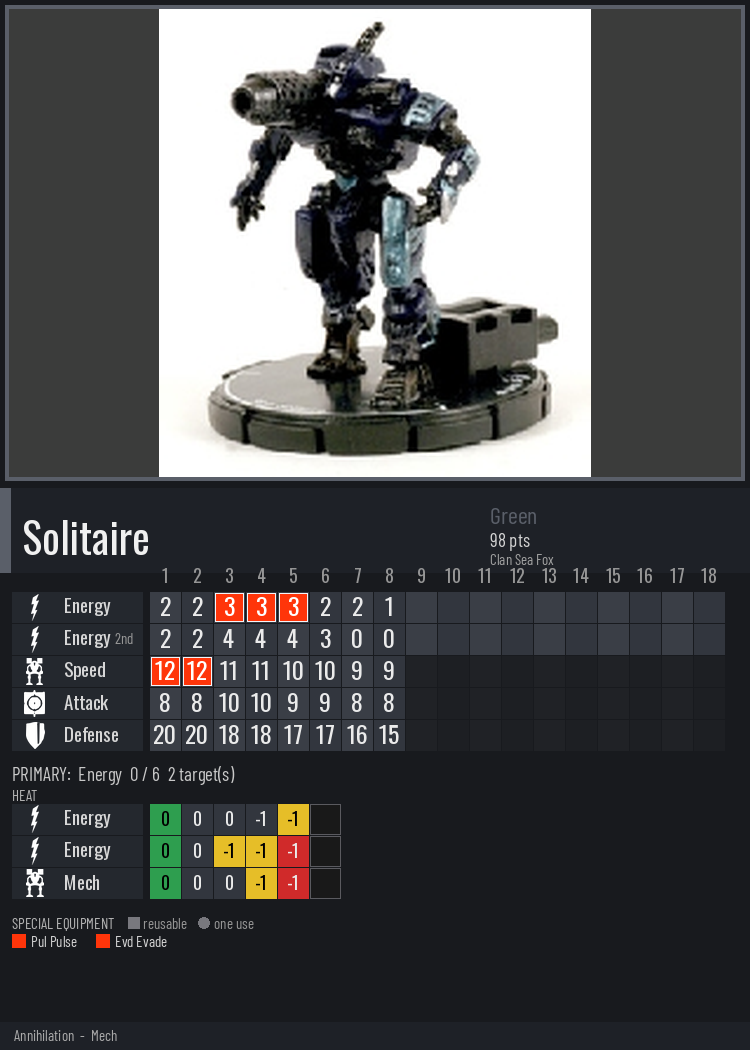 Solitaire
Green
98 pts
Clan Sea Fox
1 2 3 4 5 6 7 8 9 10 11 12 13 14 15 16 17 18
Energy 2 2 3 3 3 2 2 1
Energy 2nd 2 2 4 4 4 3 0 0
Speed 12 12 11 11 10 10 9 9
Attack 8 8 10 10 9 9 8 8
Defense 20 20 18 18 17 17 16 15
PRIMARY: Energy 0 / 6 2 target(s)
HEAT
Energy 0 0 0 -1 -1
Energy 0 0 -1 -1 -1
Mech 0 0 0 -1 -1
SPECIAL EQUIPMENT reusable one use
Pul Pulse Evd Evade
Annihilation - Mech